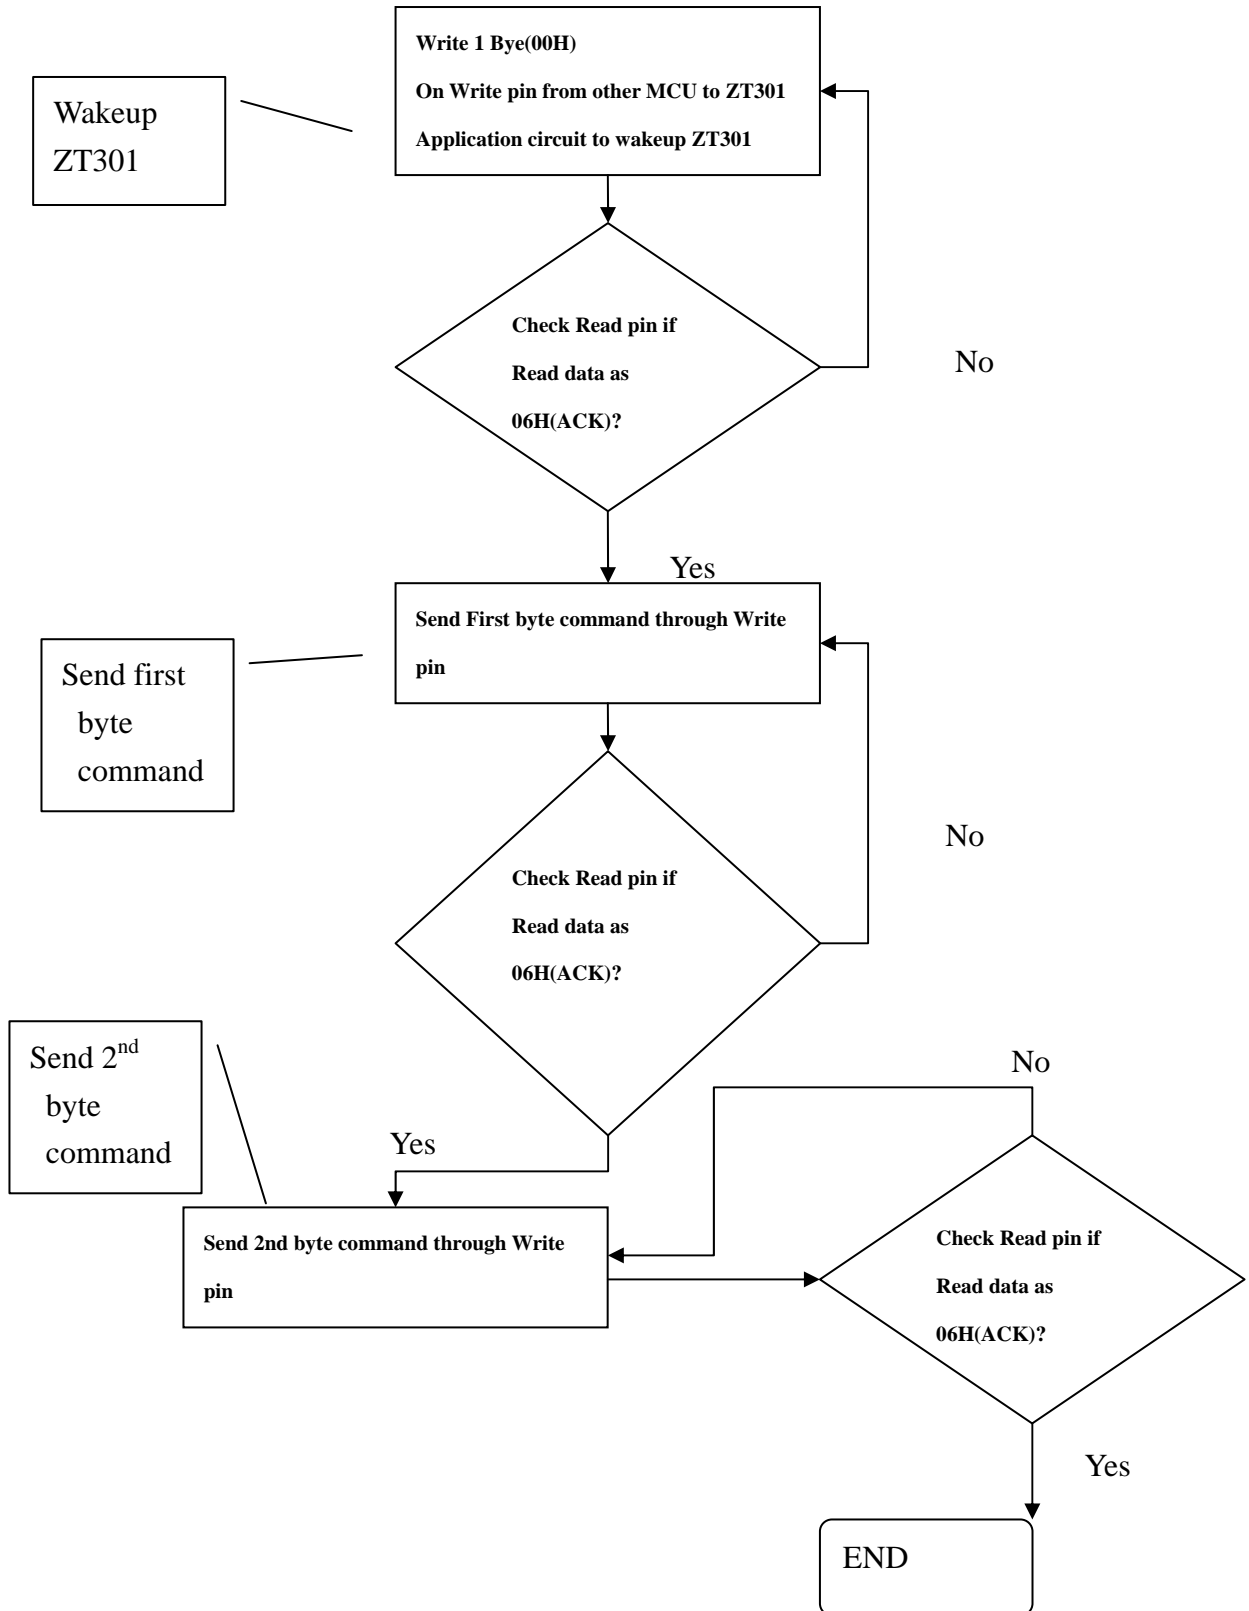 Write 1 Bye(00H)
On Write pin from other MCU to ZT301
Application circuit to wakeup ZT301
Wakeup
ZT301
Check Read pin if
Read data as
06H(ACK)?
No
Yes
Send First byte command through Write
pin
Send first
byte
command
No
Check Read pin if
Read data as
06H(ACK)?
Send 2nd
byte
command
No
Yes
Send 2nd byte command through Write
pin
Check Read pin if
Read data as
06H(ACK)?
Yes
END